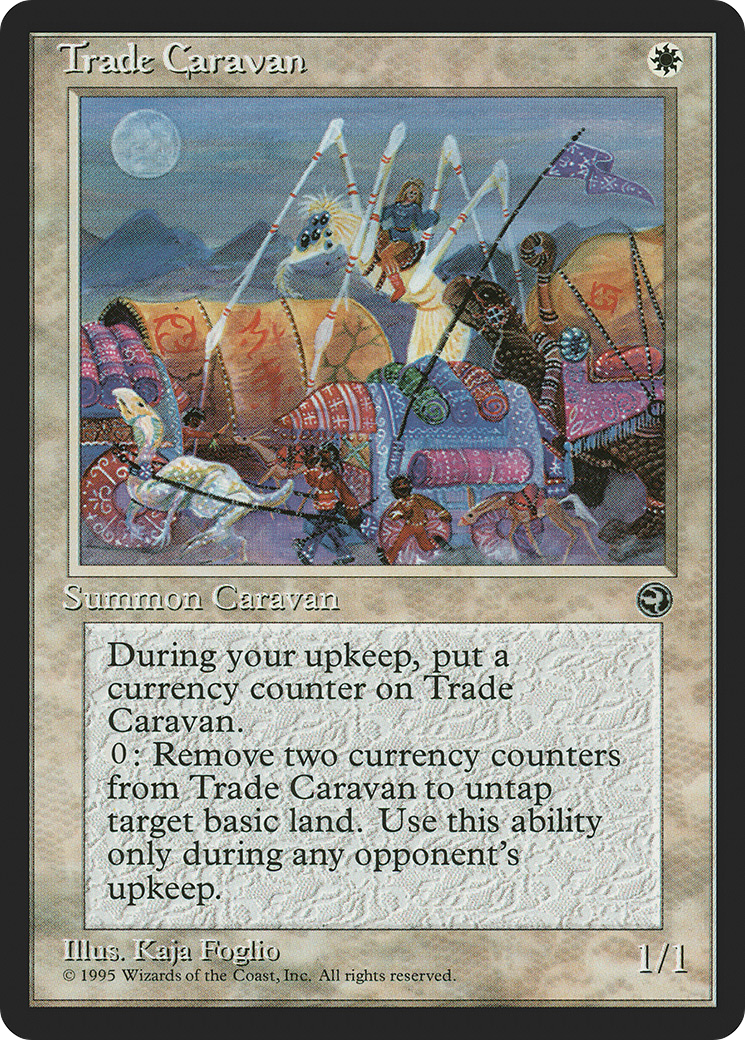 Trade Caravan
Summon Caravan
During your upkeep, put a
currency counter on Trade
Caravan.
0: Remove two currency counters
from Trade Caravan to untap
target basic land. Use this ability
only during any opponent's
upkeep.
Illus. Kaja Foglio
1/1
© 1995 Wizards of the Coast, Inc. All rights reserved.